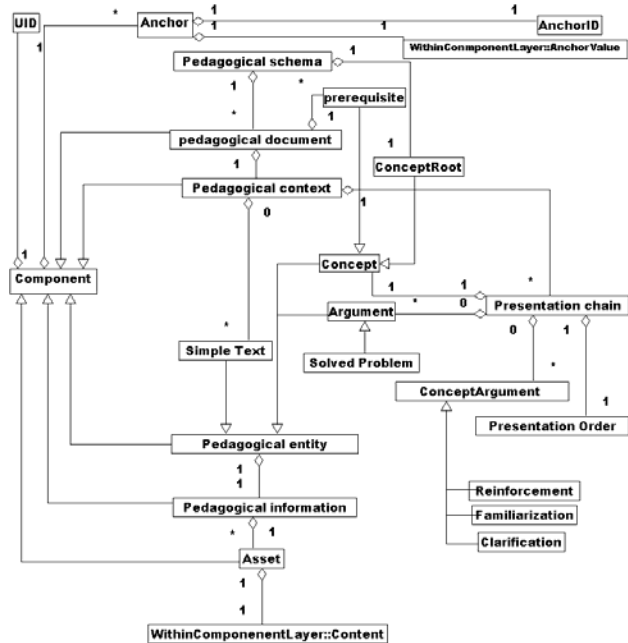 UID
*
Anchor
1
1
AnchorID
1
1
1
WithinConmponentLayer::AnchorValue
Pedagogical schema
1
1
*
prerequisite
*
1
pedagogical document
1
1
ConceptRoot
Pedagogical context
0
1
1
Component
Concept
1
1
*
Presentation chain
Argument
*
0
0
1
*
Simple Text
Solved Problem
*
ConceptArgument
1
Presentation Order
Pedagogical entity
1
1
Reinforcement
Pedagogical information
Familiarization
*
1
Clarification
Asset
1
1
WithinComponenentLayer::Content